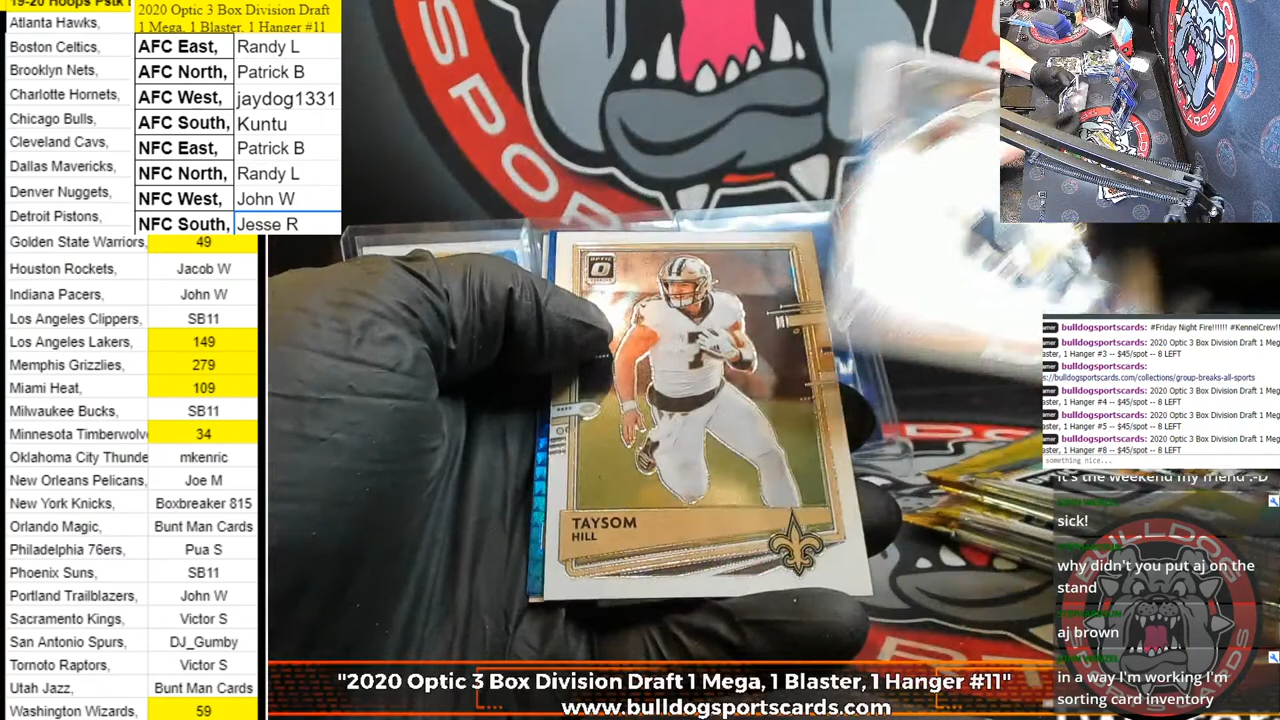 19-20 Hoops Pstk
Atlanta Hawks,
Boston Celtics,
Brooklyn Nets,
Charlotte Hornets,
Chicago Bulls,
Cleveland Cavs,
Dallas Mavericks,
Denver Nuggets,
Detroit Pistons,
Golden State Warriors, 49
Houston Rockets, Jacob W
Indiana Pacers, John W
Los Angeles Clippers, SB11
Los Angeles Lakers, 149
Memphis Grizzlies, 279
Miami Heat, 109
Milwaukee Bucks, SB11
Minnesota Timberwolv 34
Oklahoma City Thunde mkenric
New Orleans Pelicans, Joe M
New York Knicks, Boxbreaker 815
Orlando Magic, Bunt Man Cards
Philadelphia 76ers, Pua S
Phoenix Suns, SB11
Portland Trailblazers, John W
Sacramento Kings, Victor S
San Antonio Spurs, DJ_Gumby
Tornoto Raptors, Victor S
Utah Jazz, Bunt Man Cards
Washington Wizards, 59
2020 Optic 3 Box Division Draft
1 Mega, 1 Blaster, 1 Hanger #11
AFC East, Randy L
AFC North, Patrick B
AFC West, jaydog1331
AFC South, Kuntu
NFC East, Patrick B
NFC North, Randy L
NFC West, John W
NFC South, Jesse R
SPOR
OPTIC
7
TAYSOM
HILL
bulldogsportscards: #Friday Night Fire!!!!!! #KennelCrew!!
bulldogsportscards: 2020 Optic 3 Box Division Draft 1 Meg
aster, 1 Hanger #3 -- $45/spot -- 8 LEFT
bulldogsportscards:
s://bulldogsportscards.com/collections/group-breaks-all-sports
bulldogsportscards: 2020 Optic 3 Box Division Draft 1 Meg
aster, 1 Hanger #4 -- $45/spot -- 8 LEFT
bulldogsportscards: 2020 Optic 3 Box Division Draft 1 Meg
aster, 1 Hanger #5 -- $45/spot -- 8 LEFT
bulldogsportscards: 2020 Optic 3 Box Division Draft 1 Meg
aster, 1 Hanger #8 -- $45/spot -- 8 LEFT
something nice...
It's the weekend my friend :-D
sick!
why didn't you put aj on the
stand
aj brown
in a way I'm working I'm
sorting card inventory
BULLDOG
"2020 Optic 3 Box Division Draft 1 Mega, 1 Blaster, 1 Hanger #11"
www.bulldogsportscards.com